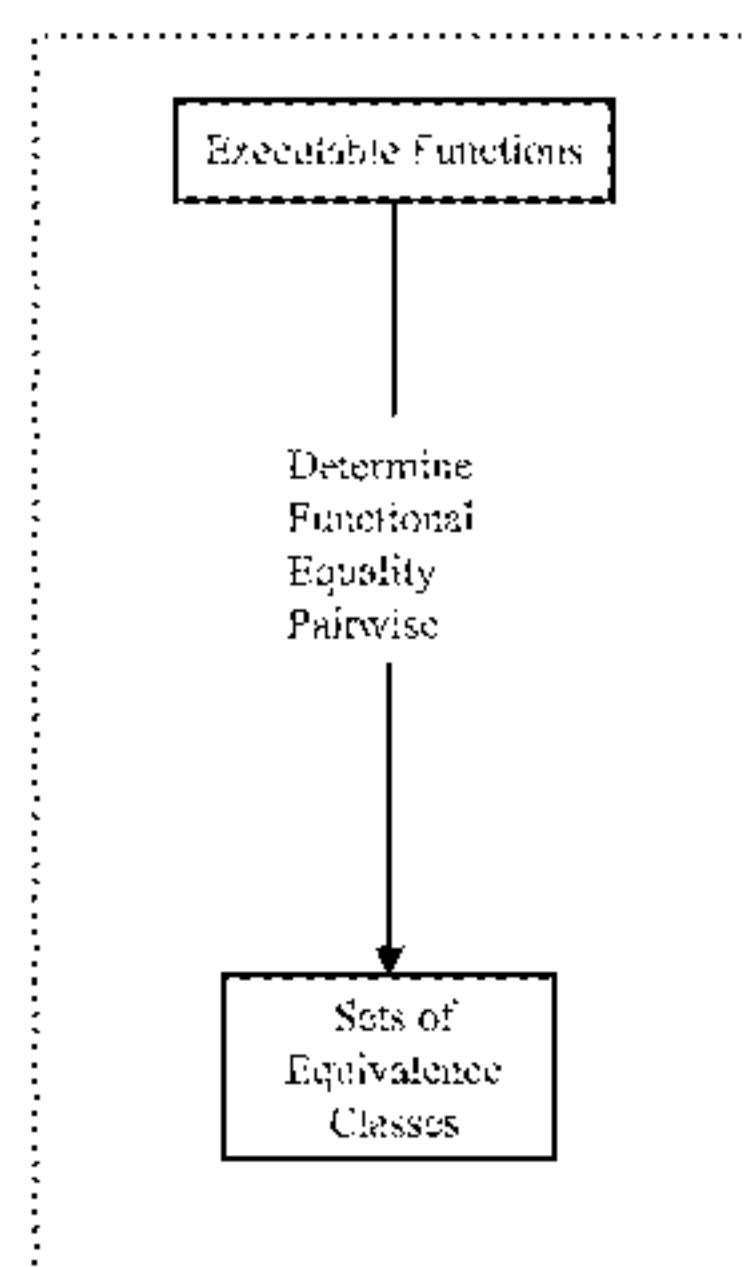 Executable Functions
Determine
Functional
Equality
Pairwise
Sets of
Equivalence
Classes